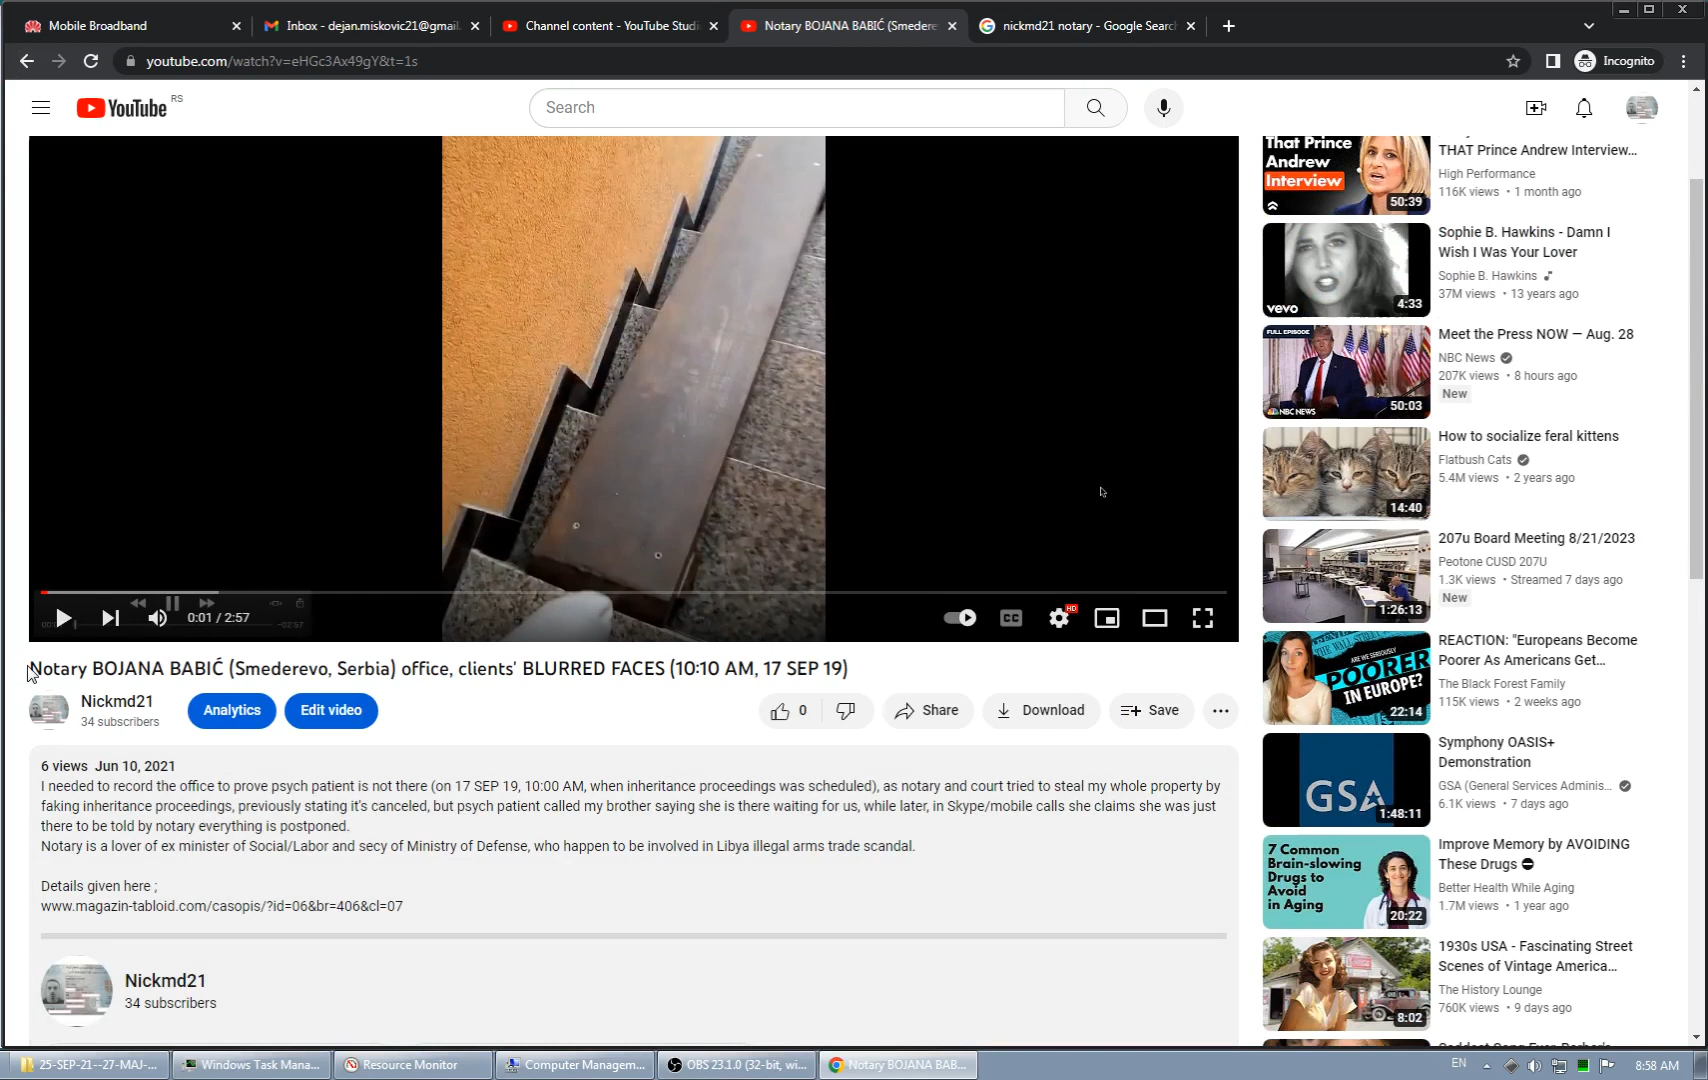 Mobile Broadband
Inbox - dejan.miskovic21@gmail.
Channel content - YouTube Studi
Notary BOJANA BABIĆ (Smedere
nickmd21 notary - Google Searc
youtube.com/watch?v=eHGc3Ax49gY&t=1s
Incognito
YouTube RS
Search
0:01 / 2:57
-02:57
CC
HD
Notary BOJANA BABIĆ (Smederevo, Serbia) office, clients' BLURRED FACES (10:10 AM, 17 SEP 19)
Nickmd21
34 subscribers
Analytics
Edit video
0
Share
Download
Save
6 views Jun 10, 2021
I needed to record the office to prove psych patient is not there (on 17 SEP 19, 10:00 AM, when inheritance proceedings was scheduled), as notary and court tried to steal my whole property by
faking inheritance proceedings, previously stating it's canceled, but psych patient called my brother saying she is there waiting for us, while later, in Skype/mobile calls she claims she was just
there to be told by notary everything is postponed.
Notary is a lover of ex minister of Social/Labor and secy of Ministry of Defense, who happen to be involved in Libya illegal arms trade scandal.
Details given here ;
www.magazin-tabloid.com/casopis/?id=06&br=406&cl=07
Nickmd21
34 subscribers
That Prince
Andrew
Interview
50:39
THAT Prince Andrew Interview...
High Performance
116K views • 1 month ago
vevo
4:33
Sophie B. Hawkins - Damn I
Wish I Was Your Lover
Sophie B. Hawkins
37M views • 13 years ago
FULL EPISODE
NBC NEWS
50:03
Meet the Press NOW — Aug. 28
NBC News
207K views • 8 hours ago
New
14:40
How to socialize feral kittens
Flatbush Cats
5.4M views • 2 years ago
1:26:13
207u Board Meeting 8/21/2023
Peotone CUSD 207U
1.3K views • Streamed 7 days ago
New
ARE WE SERIOUSLY
POORER
IN EUROPE?
22:14
REACTION: "Europeans Become
Poorer As Americans Get...
The Black Forest Family
115K views • 2 weeks ago
GSA
1:48:11
Symphony OASIS+
Demonstration
GSA (General Services Adminis...
6.1K views • 7 days ago
7 Common
Brain-slowing
Drugs to
Avoid
in Aging
20:22
Improve Memory by AVOIDING
These Drugs
Better Health While Aging
1.7M views • 1 year ago
8:02
1930s USA - Fascinating Street
Scenes of Vintage America...
The History Lounge
760K views • 9 days ago
25-SEP-21--27-MAJ-...
Windows Task Mana...
Resource Monitor
Computer Managem...
OBS 23.1.0 (32-bit, wi...
Notary BOJANA BAB...
EN
8:58 AM